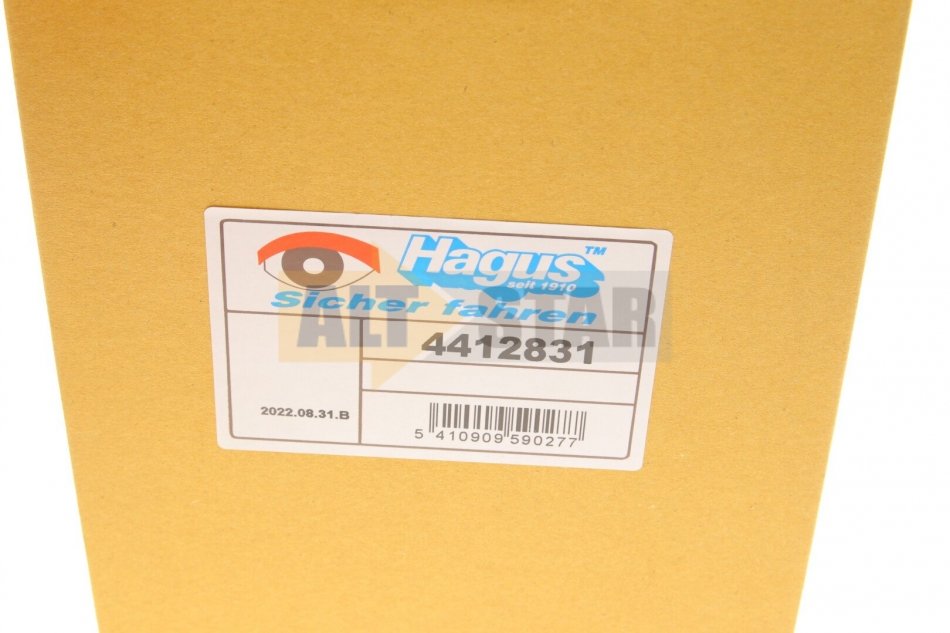 Hagus™
seit 1910
Sicher fahren
ALT STAR
4412831
2022.08.31.B
5 410909 590277